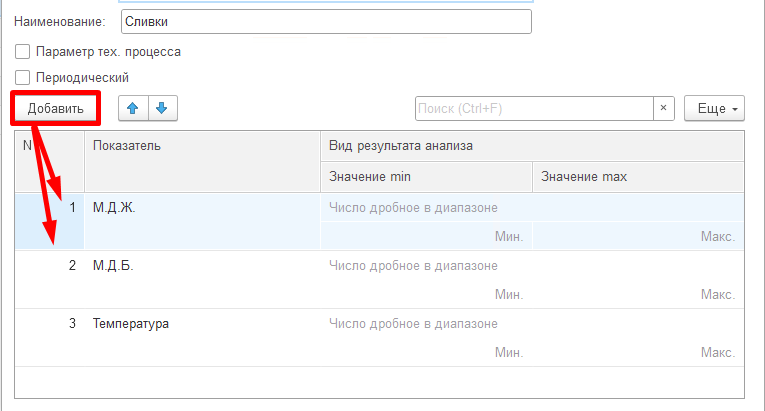 Наименование: Сливки
Параметр тех. процесса
Периодический
Добавить Поиск (Ctrl+F) × Еще
N Показатель Вид результата анализа
Значение min Значение max
1 М.Д.Ж. Число дробное в диапазоне
Мин. Макс.
2 М.Д.Б. Число дробное в диапазоне
Мин. Макс.
3 Температура Число дробное в диапазоне
Мин. Макс.